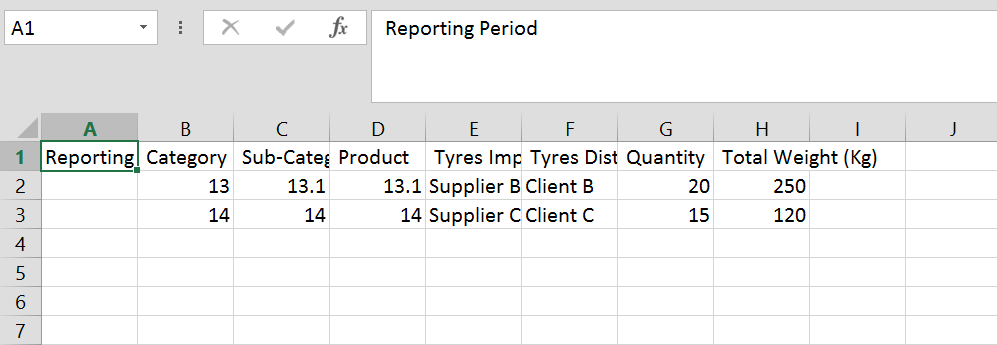 A1 fx Reporting Period
A B C D E F G H I J
1 Reporting Category Sub-Categ Product Tyres Imp Tyres Dist Quantity Total Weight (Kg)
2 13 13.1 13.1 Supplier B Client B 20 250
3 14 14 14 Supplier C Client C 15 120
4
5
6
7